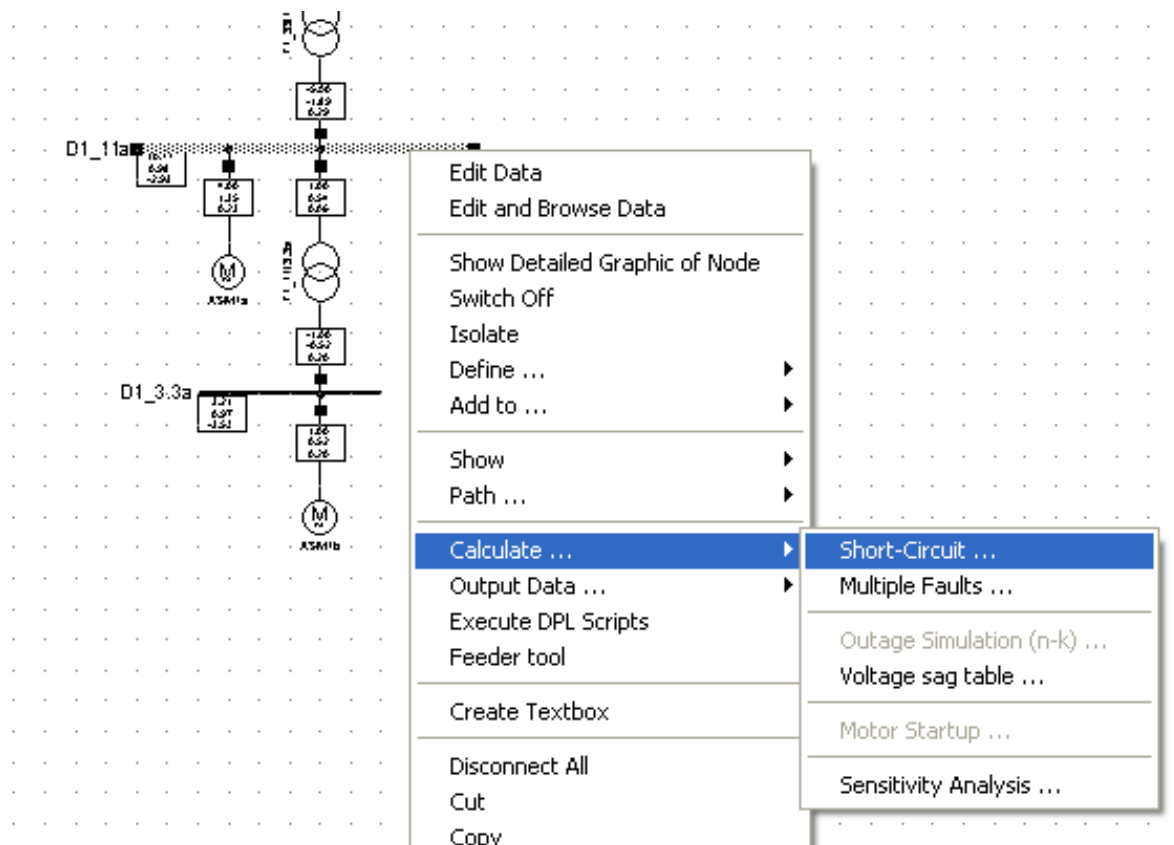 D1_11a
D1_3.3a
Edit Data
Edit and Browse Data
Show Detailed Graphic of Node
Switch Off
Isolate
Define ...
Add to ...
Show
Path ...
Calculate ...
Output Data ...
Execute DPL Scripts
Feeder tool
Create Textbox
Disconnect All
Cut
Copy
Short-Circuit ...
Multiple Faults ...
Outage Simulation (n-k) ...
Voltage sag table ...
Motor Startup ...
Sensitivity Analysis ...